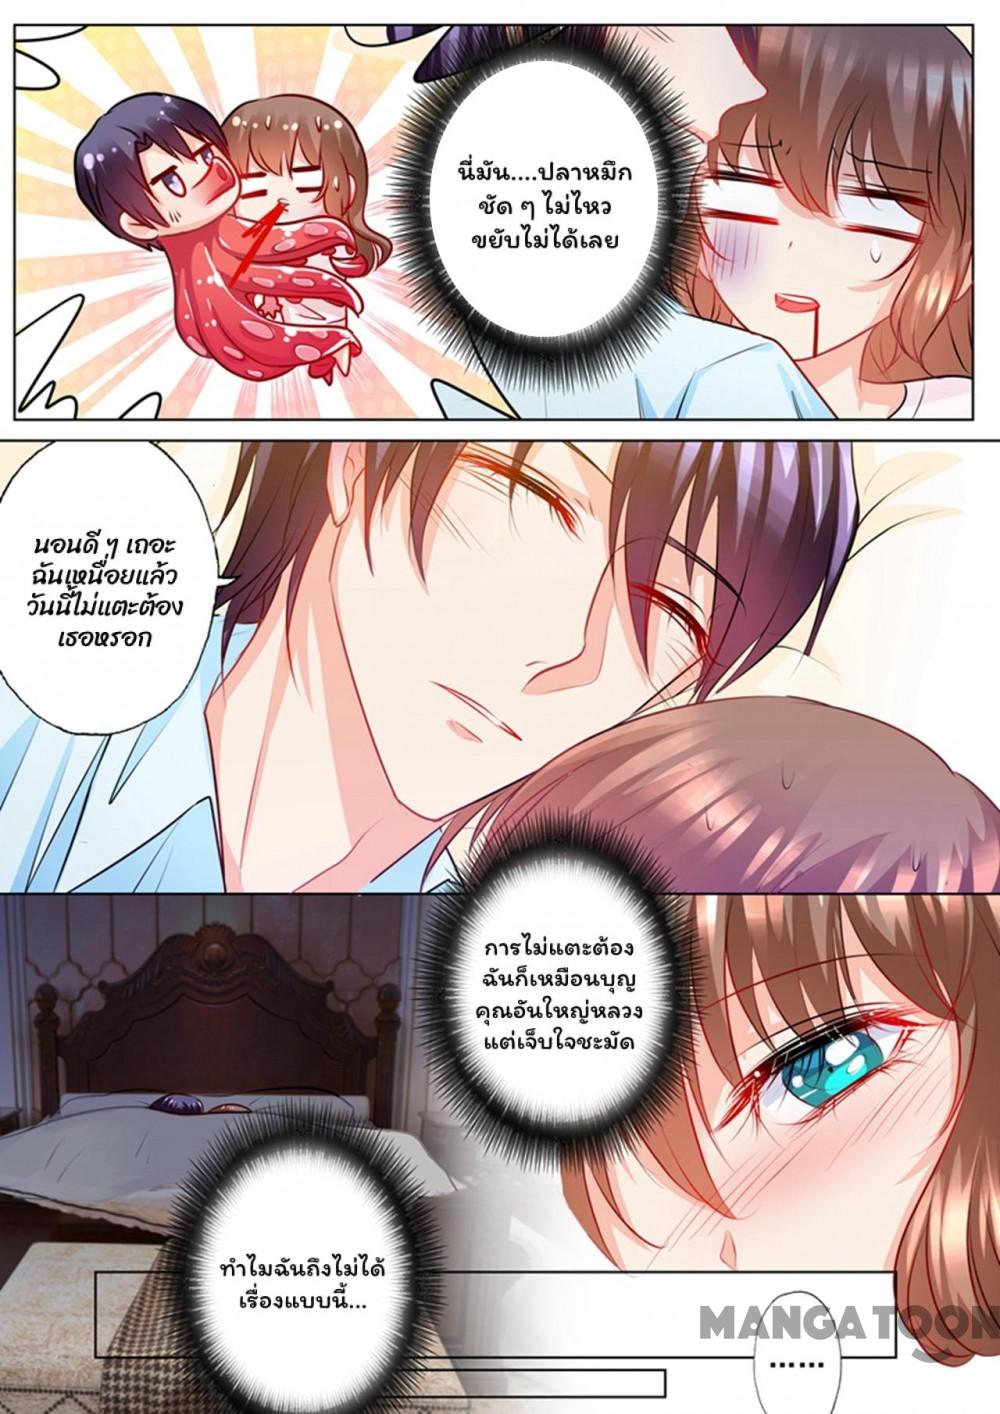 นี่มัน....ปลาหมึก
ชัด ๆ ไม่ไหว
ขยับไม่ได้เลย
นอนดี ๆ เถอะ
ฉันเหนื่อยแล้ว
วันนี้ไม่แตะต้อง
เธอหรอก
การไม่แตะต้อง
ฉันก็เหมือนบุญ
คุณอันใหญ่หลวง
แต่เจ็บใจชะมัด
ทำไมฉันถึงไม่ได้
เรื่องแบบนี้...
......
MANGATOON